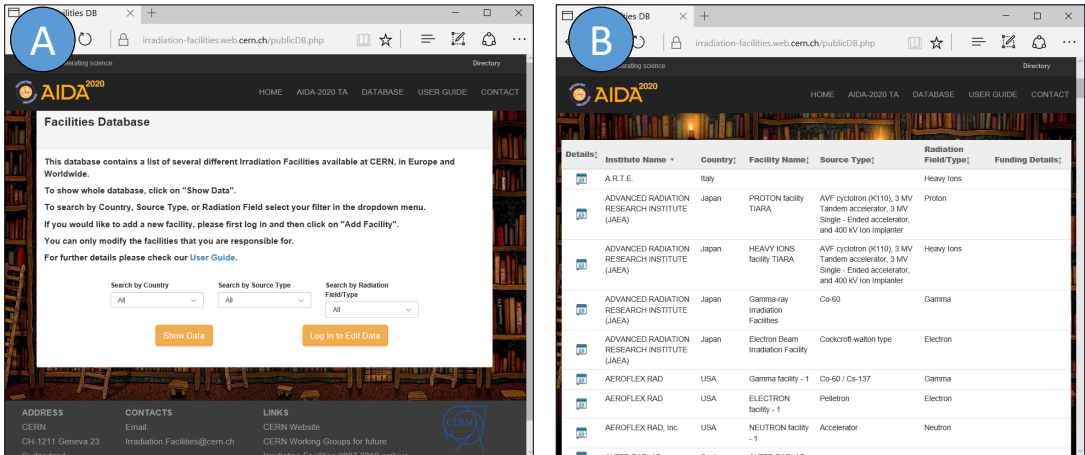 A
ilities DB
irradiation-facilities.web.cern.ch/publicDB.php
erating science
Directory
AIDA 2020
HOME AIDA-2020 TA DATABASE USER GUIDE CONTACT
Facilities Database
This database contains a list of several different Irradiation Facilities available at CERN, in Europe and
Worldwide.
To show whole database, click on "Show Data".
To search by Country, Source Type, or Radiation Field select your filter in the dropdown menu.
If you would like to add a new facility, please first log in and then click on "Add Facility".
You can only modify the facilities that you are responsible for.
For further details please check our User Guide.
Search by Country Search by Source Type Search by Radiation
Field/Type
All All All
Show Data Log In to Edit Data
ADDRESS CONTACTS LINKS
CERN Email: CERN Website
CH-1211 Geneva 23 Irradiation.Facilities@cern.ch CERN Working Groups for future
CERN
B
ties DB
irradiation-facilities.web.cern.ch/publicDB.php
erating science
Directory
AIDA 2020
HOME AIDA-2020 TA DATABASE USER GUIDE CONTACT
Details Institute Name Country Facility Name Source Type Radiation
Field/Type Funding Details
A.R.T.E. Italy Heavy Ions
ADVANCED RADIATION Japan PROTON facility AVF cyclotron (K110), 3 MV Proton
RESEARCH INSTITUTE TIARA Tandem accelerator, 3 MV
(JAEA) Single - Ended accelerator,
and 400 kV Ion Implanter
ADVANCED RADIATION Japan HEAVY IONS AVF cyclotron (K110), 3 MV Heavy Ions
RESEARCH INSTITUTE facility TIARA Tandem accelerator, 3 MV
(JAEA) Single - Ended accelerator,
and 400 kV Ion Implanter
ADVANCED RADIATION Japan Gamma-ray Co-60 Gamma
RESEARCH INSTITUTE Irradiation
(JAEA) Facilities
ADVANCED RADIATION Japan Electron Beam Cockcroft-walton type Electron
RESEARCH INSTITUTE Irradiation Facility
(JAEA)
AEROFLEX RAD USA Gamma facility - 1 Co-60 / Cs-137 Gamma
AEROFLEX RAD USA ELECTRON Pelletron Electron
facility - 1
AEROFLEX RAD, Inc. USA NEUTRON facility Accelerator Neutron
- 1